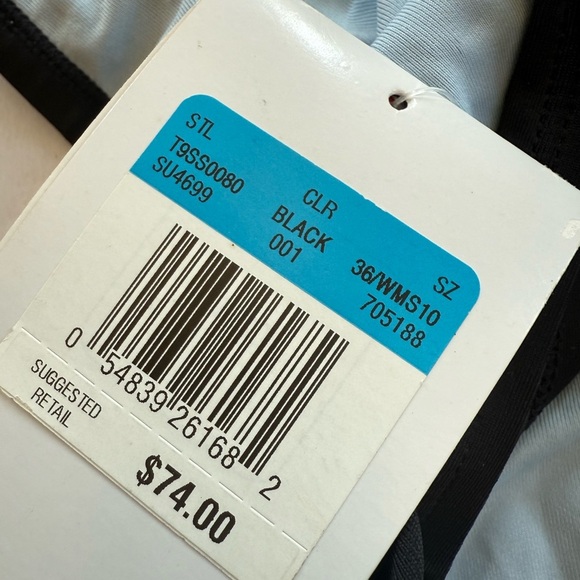 STL
T9SS0080
SU4699
CLR
BLACK
001
SZ
36/WMS10
705188
0 54839 26168 2
SUGGESTED
RETAIL
$74.00